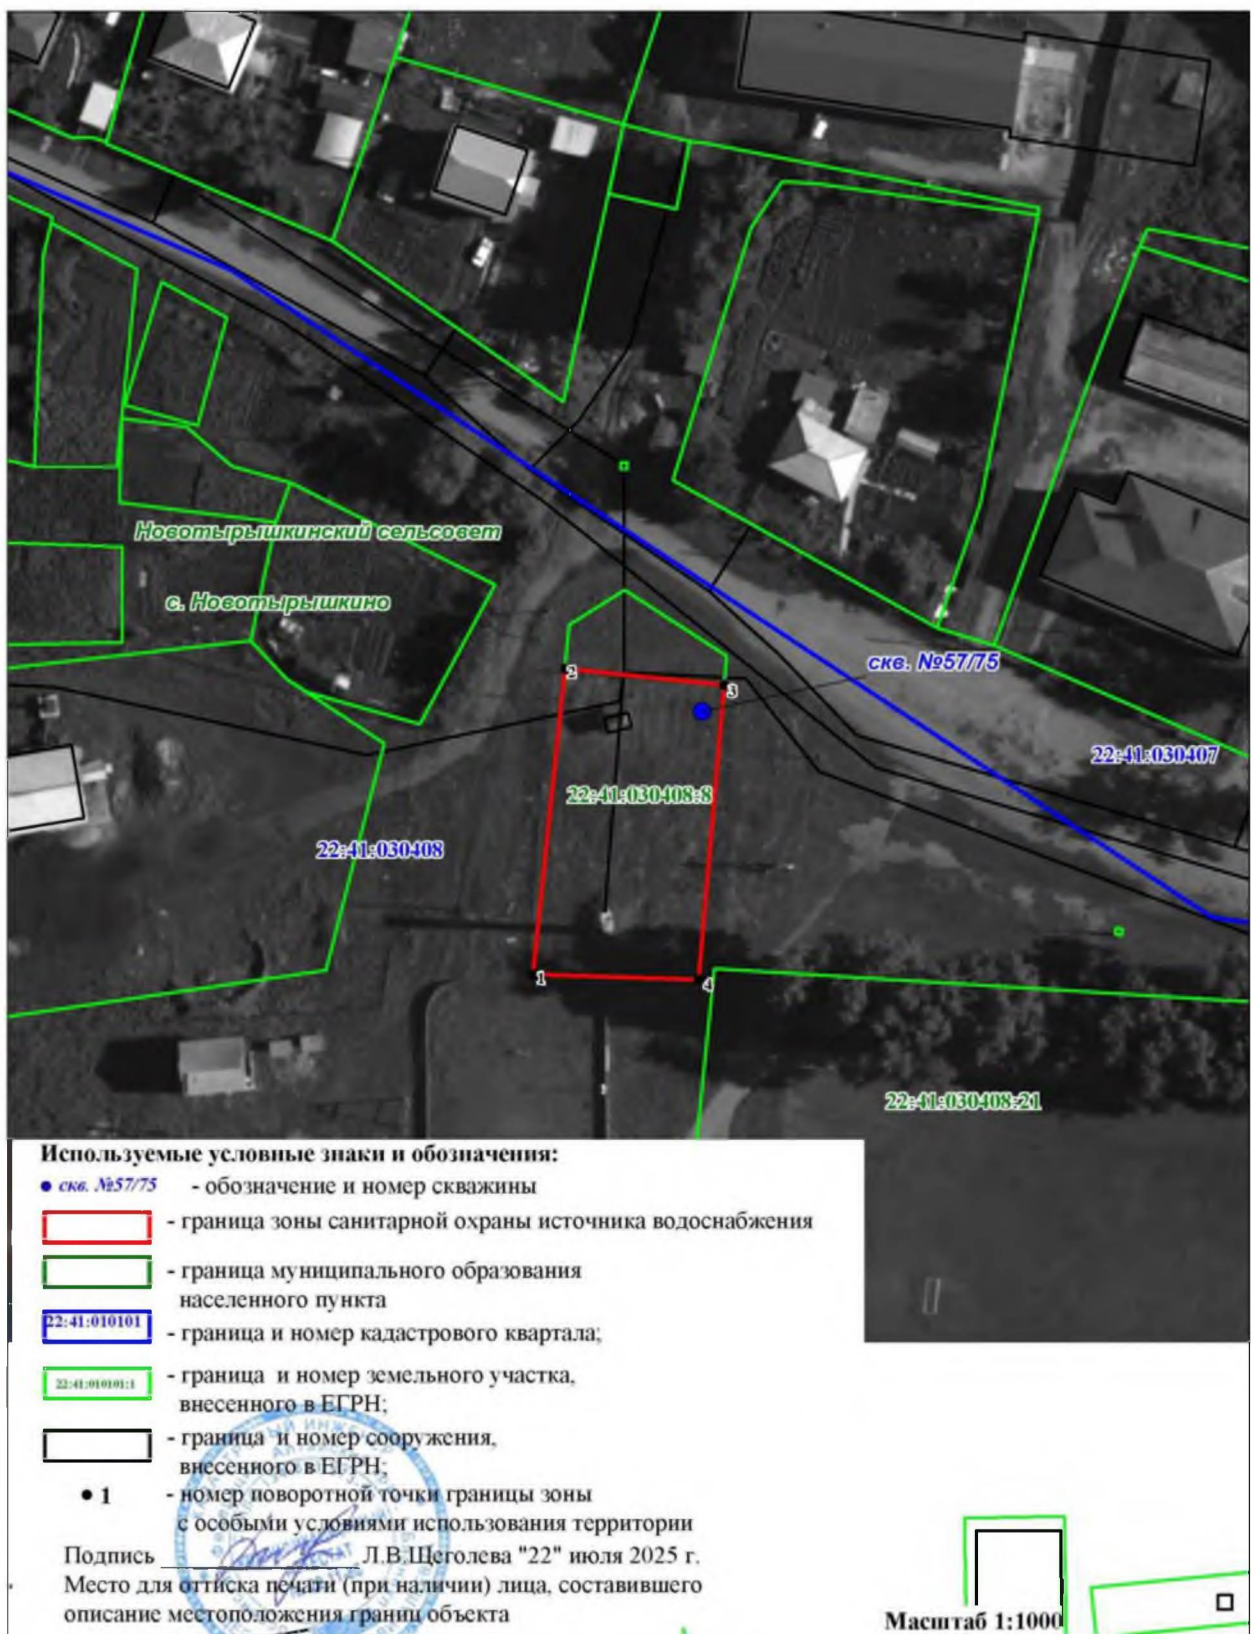 Новотырышкинский сельсовет
с. Новотырышкино
скв. №57/75
2
3
22:41:030407
22:41:030408:8
22:41:030408
1
4
22:41:030408:21
Используемые условные знаки и обозначения:
скв. №57/75 - обозначение и номер скважины
- граница зоны санитарной охраны источника водоснабжения
- граница муниципального образования
населенного пункта
22:41:010101 - граница и номер кадастрового квартала;
22:41:010101:1 - граница и номер земельного участка,
внесенного в ЕГРН;
- граница и номер сооружения,
внесенного в ЕГРН;
• 1 - номер поворотной точки границы зоны
с особыми условиями использования территории
Подпись Л.В.Щеголева "22" июля 2025 г.
Место для оттиска печати (при наличии) лица, составившего
описание местоположения границ объекта
Масштаб 1:1000